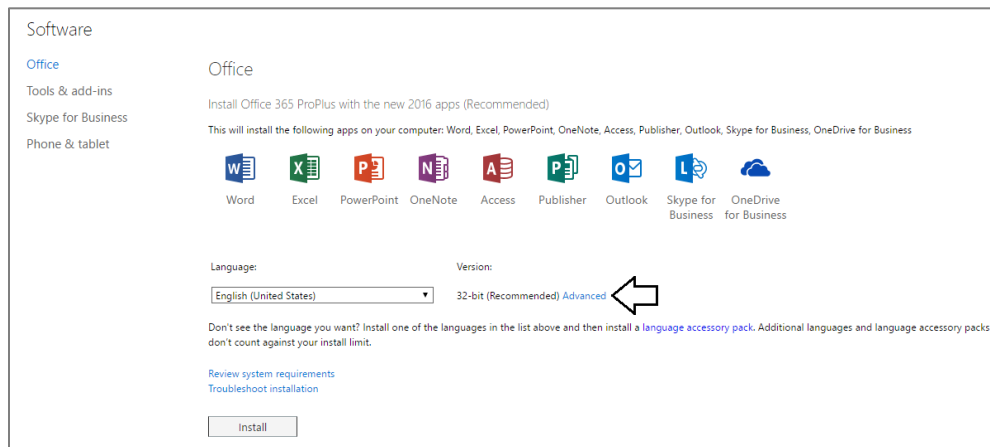 Software
Office
Tools & add-ins
Skype for Business
Phone & tablet
Office
Install Office 365 ProPlus with the new 2016 apps (Recommended)
This will install the following apps on your computer: Word, Excel, PowerPoint, OneNote, Access, Publisher, Outlook, Skype for Business, OneDrive for Business
Word Excel PowerPoint OneNote Access Publisher Outlook Skype for Business OneDrive for Business
Language: Version:
English (United States) 32-bit (Recommended) Advanced
Don't see the language you want? Install one of the languages in the list above and then install a language accessory pack. Additional languages and language accessory packs
don't count against your install limit.
Review system requirements
Troubleshoot installation
Install